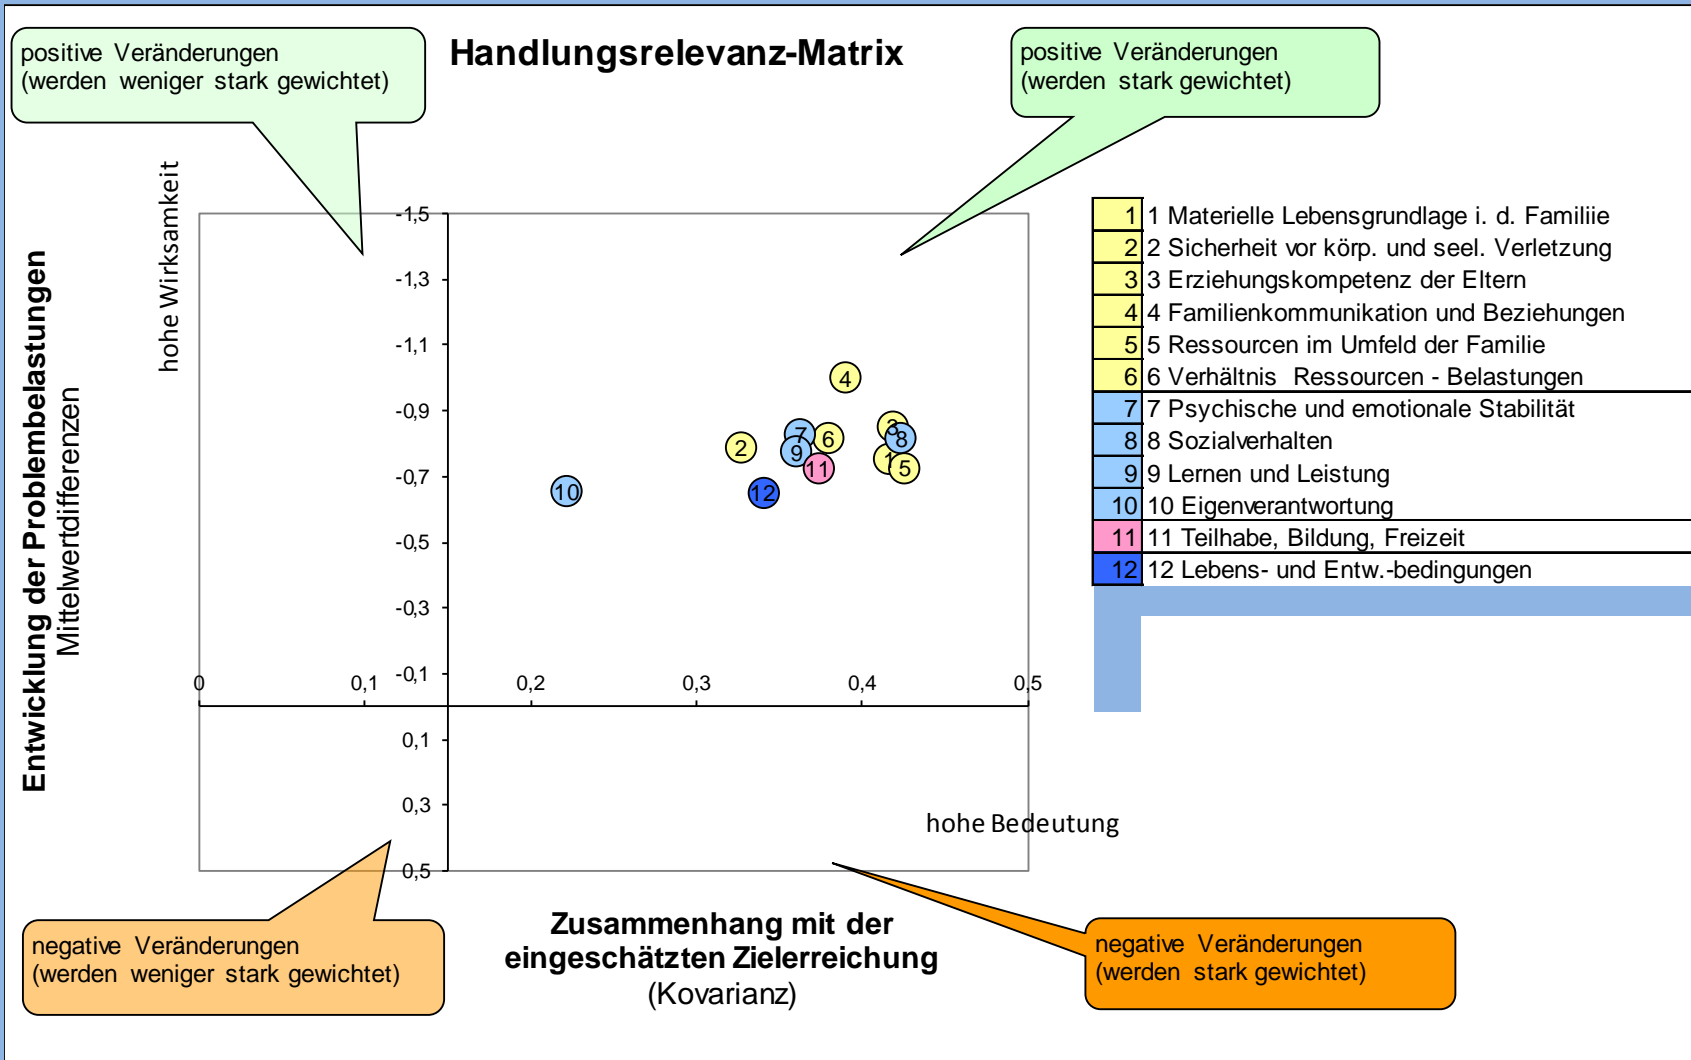 Handlungsrelevanz-Matrix
positive Veränderungen
(werden weniger stark gewichtet)
positive Veränderungen
(werden stark gewichtet)
Entwicklung der Problembelastungen
Mittelwertdifferenzen
hohe Wirksamkeit
-1,5
-1,3
-1,1
-0,9
-0,7
-0,5
-0,3
-0,1
0,1
0,3
0,5
0
0,1
0,2
0,3
0,4
0,5
4
3
8
7
6
2
9
1
11
5
10
12
1 1 Materielle Lebensgrundlage i. d. Familiie
2 2 Sicherheit vor körp. und seel. Verletzung
3 3 Erziehungskompetenz der Eltern
4 4 Familienkommunikation und Beziehungen
5 5 Ressourcen im Umfeld der Familie
6 6 Verhältnis Ressourcen - Belastungen
7 7 Psychische und emotionale Stabilität
8 8 Sozialverhalten
9 9 Lernen und Leistung
10 10 Eigenverantwortung
11 11 Teilhabe, Bildung, Freizeit
12 12 Lebens- und Entw.-bedingungen
hohe Bedeutung
Zusammenhang mit der
eingeschätzten Zielerreichung
(Kovarianz)
negative Veränderungen
(werden weniger stark gewichtet)
negative Veränderungen
(werden stark gewichtet)